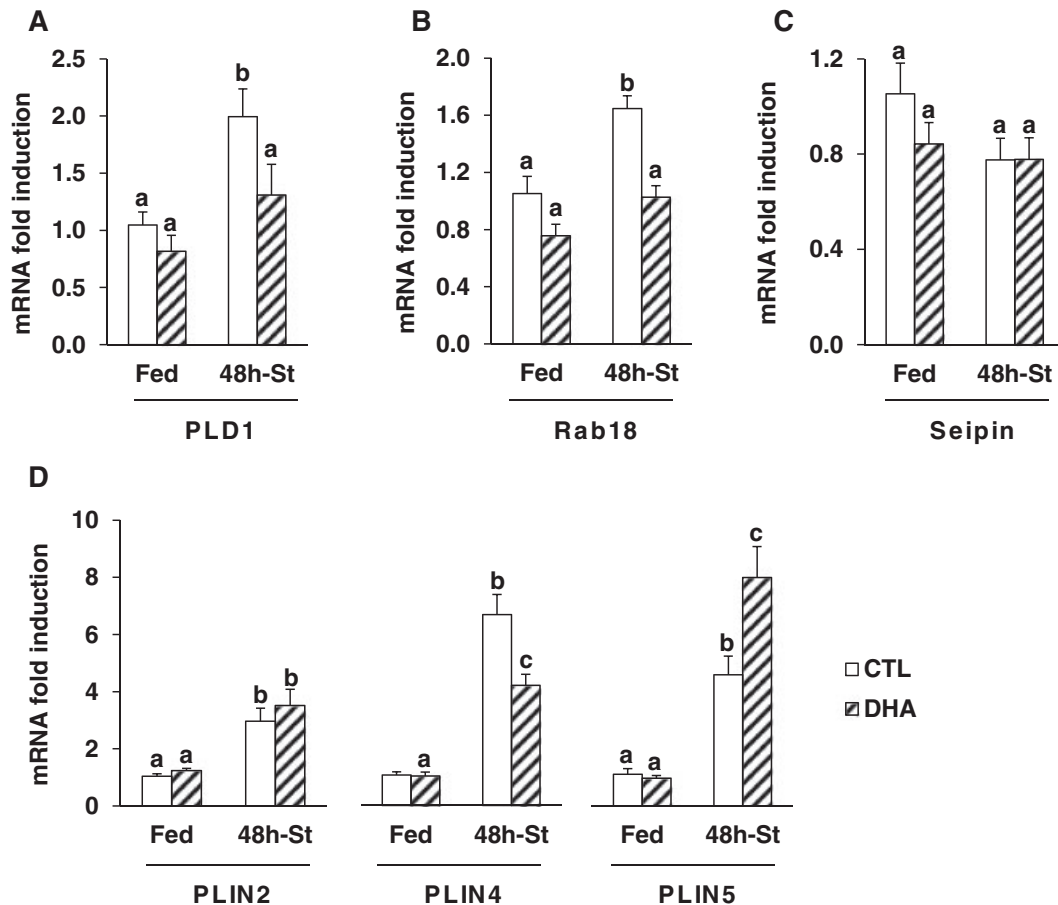 A
B
C
mRNA fold induction
2.5
2.0
1.5
1.0
0.5
0.0
a
a
b
a
Fed
48h-St
PLD1
mRNA fold induction
2.0
1.6
1.2
0.8
0.4
0.0
a
a
b
a
Fed
48h-St
Rab18
mRNA fold induction
1.2
0.8
0.4
0.0
a
a
a
a
Fed
48h-St
Seipin
D
mRNA fold induction
10
8
6
4
2
0
a
a
b
b
Fed
48h-St
PLIN2
a
b
c
Fed
48h-St
PLIN4
a
a
b
c
Fed
48h-St
PLIN5
CTL
DHA